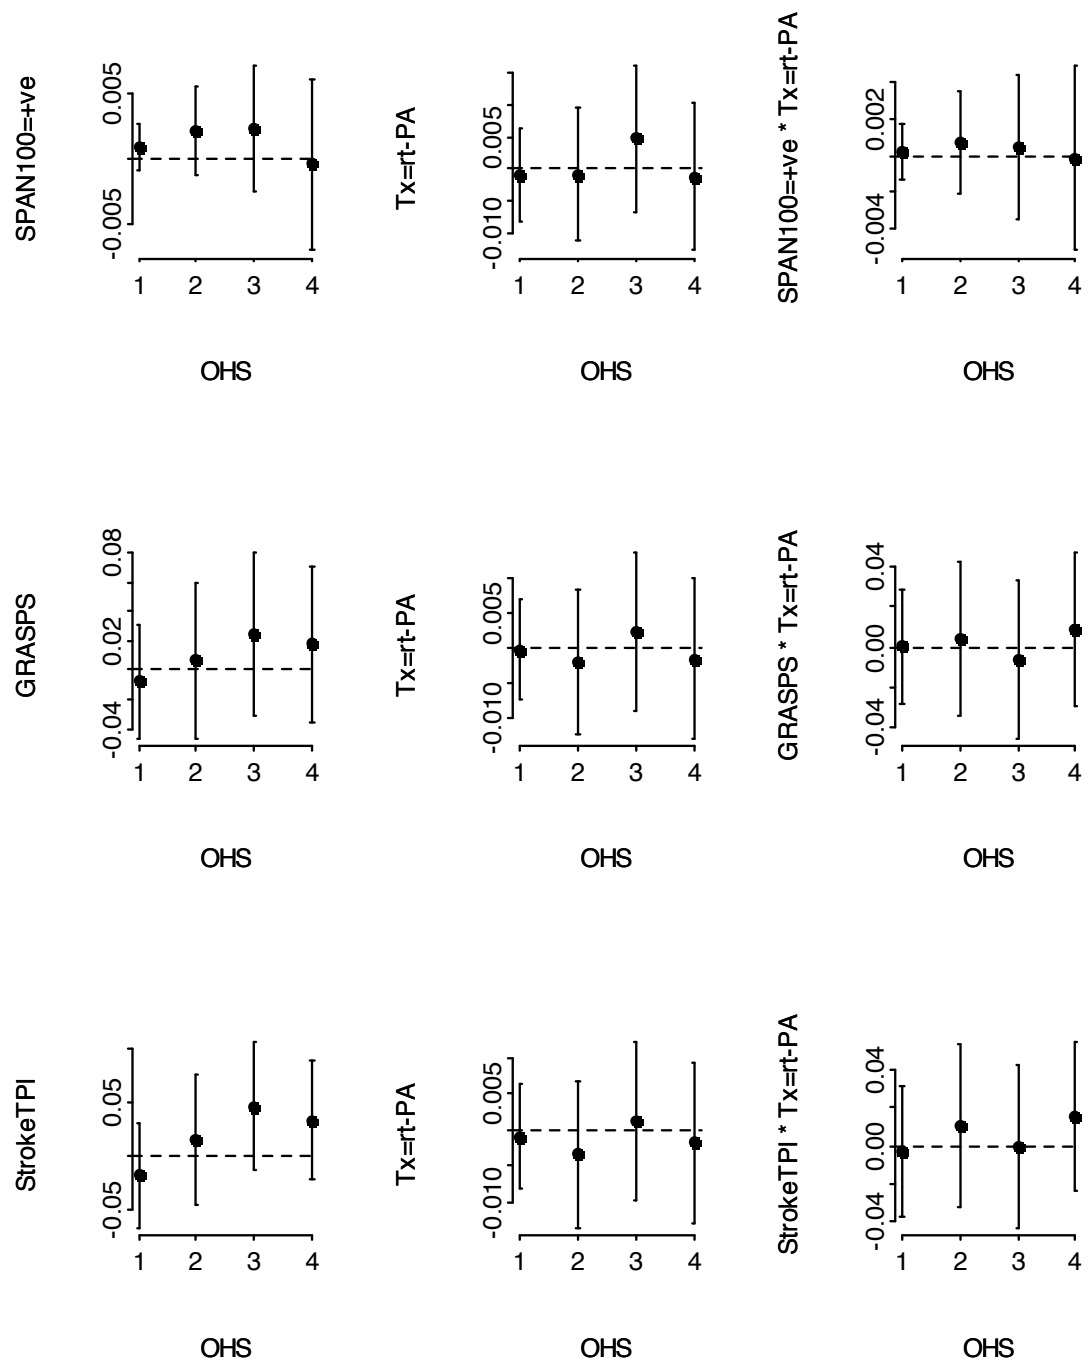 SPAN100=+ve
0.005
-0.005
1 2 3 4
OHS
Tx=rt-PA
0.005
-0.010
1 2 3 4
OHS
SPAN100=+ve * Tx=rt-PA
0.002
-0.004
1 2 3 4
OHS
GRASPS
0.08
0.02
-0.04
1 2 3 4
OHS
Tx=rt-PA
0.005
-0.010
1 2 3 4
OHS
GRASPS * Tx=rt-PA
0.04
0.00
-0.04
1 2 3 4
OHS
StrokeTPI
0.05
-0.05
1 2 3 4
OHS
Tx=rt-PA
0.005
-0.010
1 2 3 4
OHS
StrokeTPI * Tx=rt-PA
0.04
0.00
-0.04
1 2 3 4
OHS